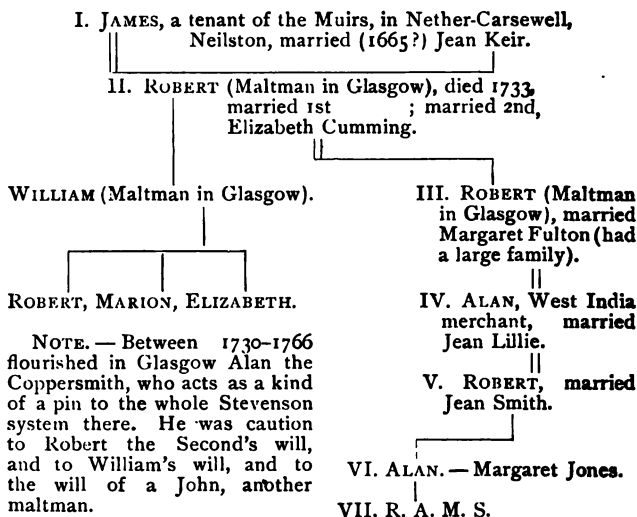 I. JAMES, a tenant of the Muirs, in Nether-Carsewell,
Neilston, married (1665?) Jean Keir.
II. ROBERT (Maltman in Glasgow), died 1733,
married 1st ; married 2nd,
Elizabeth Cumming.
WILLIAM (Maltman in Glasgow).
ROBERT, MARION, ELIZABETH.
NOTE. — Between 1730-1766
flourished in Glasgow Alan the
Coppersmith, who acts as a kind
of a pin to the whole Stevenson
system there. He was caution
to Robert the Second's will,
and to William's will, and to
the will of a John, another
maltman.
III. ROBERT (Maltman
in Glasgow), married
Margaret Fulton (had
a large family).
IV. ALAN, West India
merchant, married
Jean Lillie.
V. ROBERT, married
Jean Smith.
VI. ALAN. — Margaret Jones.
VII. R. A. M. S.